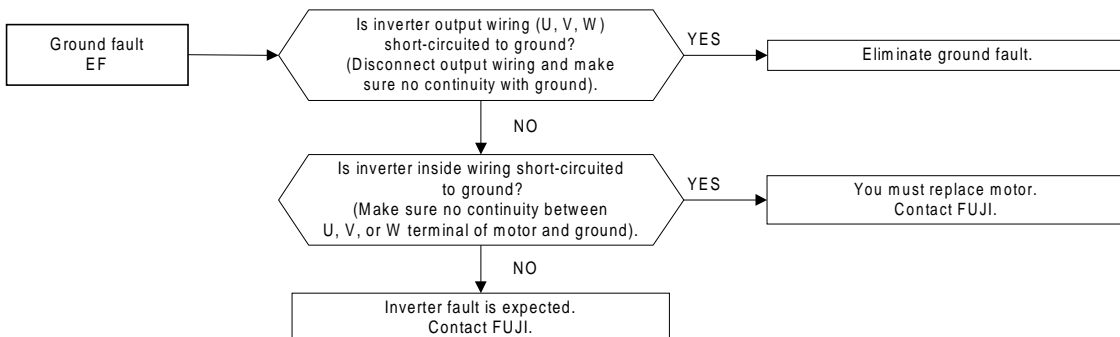 Ground fault
EF
Is inverter output wiring (U, V, W)
short-circuited to ground?
(Disconnect output wiring and make
sure no continuity with ground).
YES
Eliminate ground fault.
NO
Is inverter inside wiring short-circuited
to ground?
(Make sure no continuity between
U, V, or W terminal of motor and ground).
YES
You must replace motor.
Contact FUJI.
NO
Inverter fault is expected.
Contact FUJI.